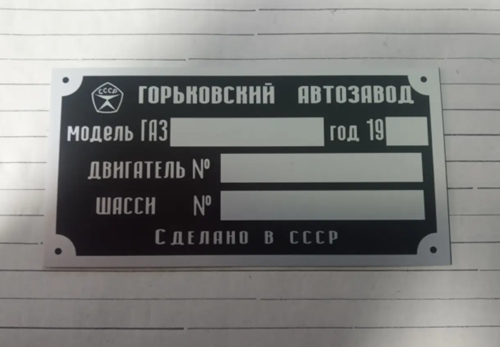 СССР
ГОРЬКОВСКИЙ АВТОЗАВОД
МОДЕЛЬ ГАЗ ГОД 19
ДВИГАТЕЛЬ №
ШАССИ №
СДЕЛАНО В СССР